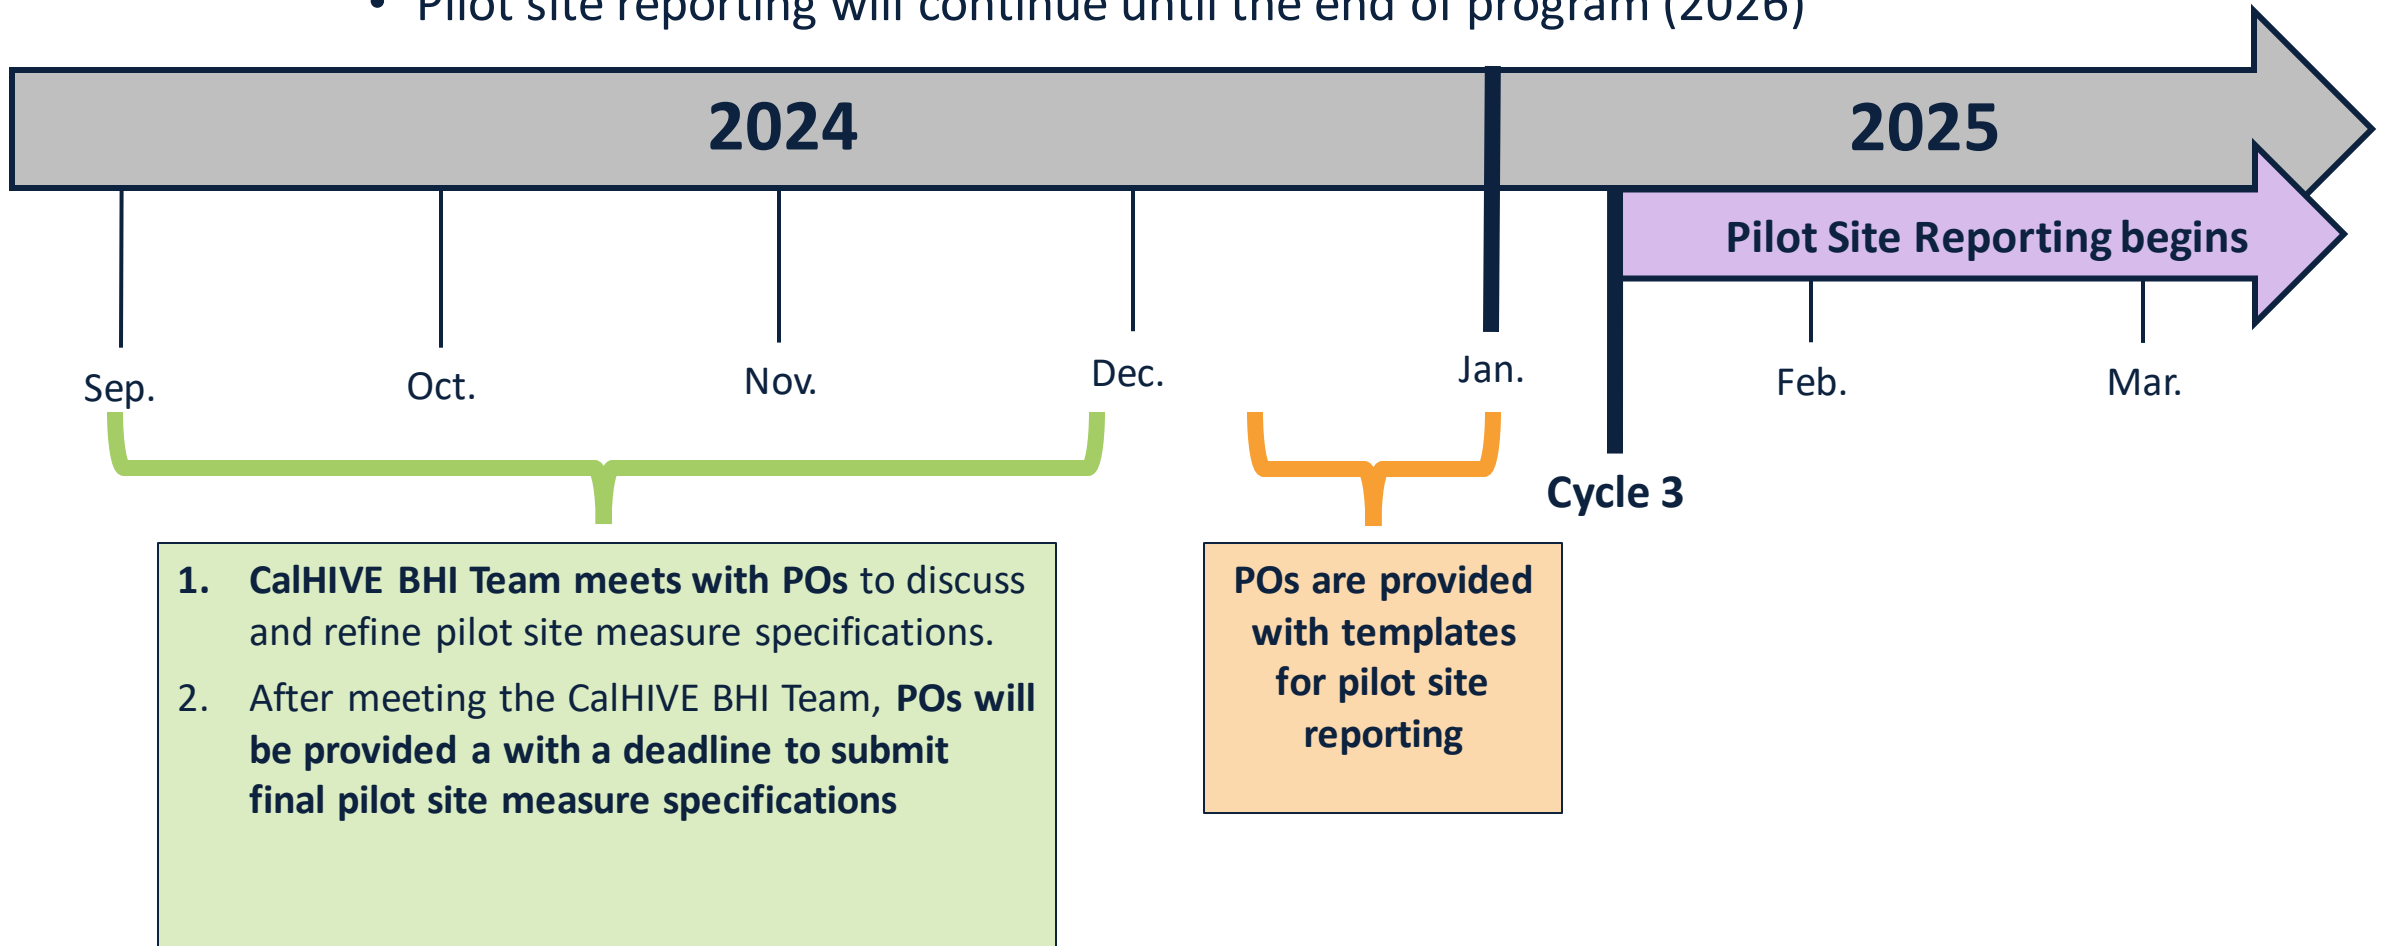 • Pilot site reporting will continue until the end of program (2026)
2024
2025
Pilot Site Reporting begins
Sep.
Oct.
Nov.
Dec.
Jan.
Feb.
Mar.
Cycle 3
1. CalHIVE BHI Team meets with POs to discuss
and refine pilot site measure specifications.
2. After meeting the CalHIVE BHI Team, POs will
be provided a with a deadline to submit
final pilot site measure specifications
POs are provided
with templates
for pilot site
reporting